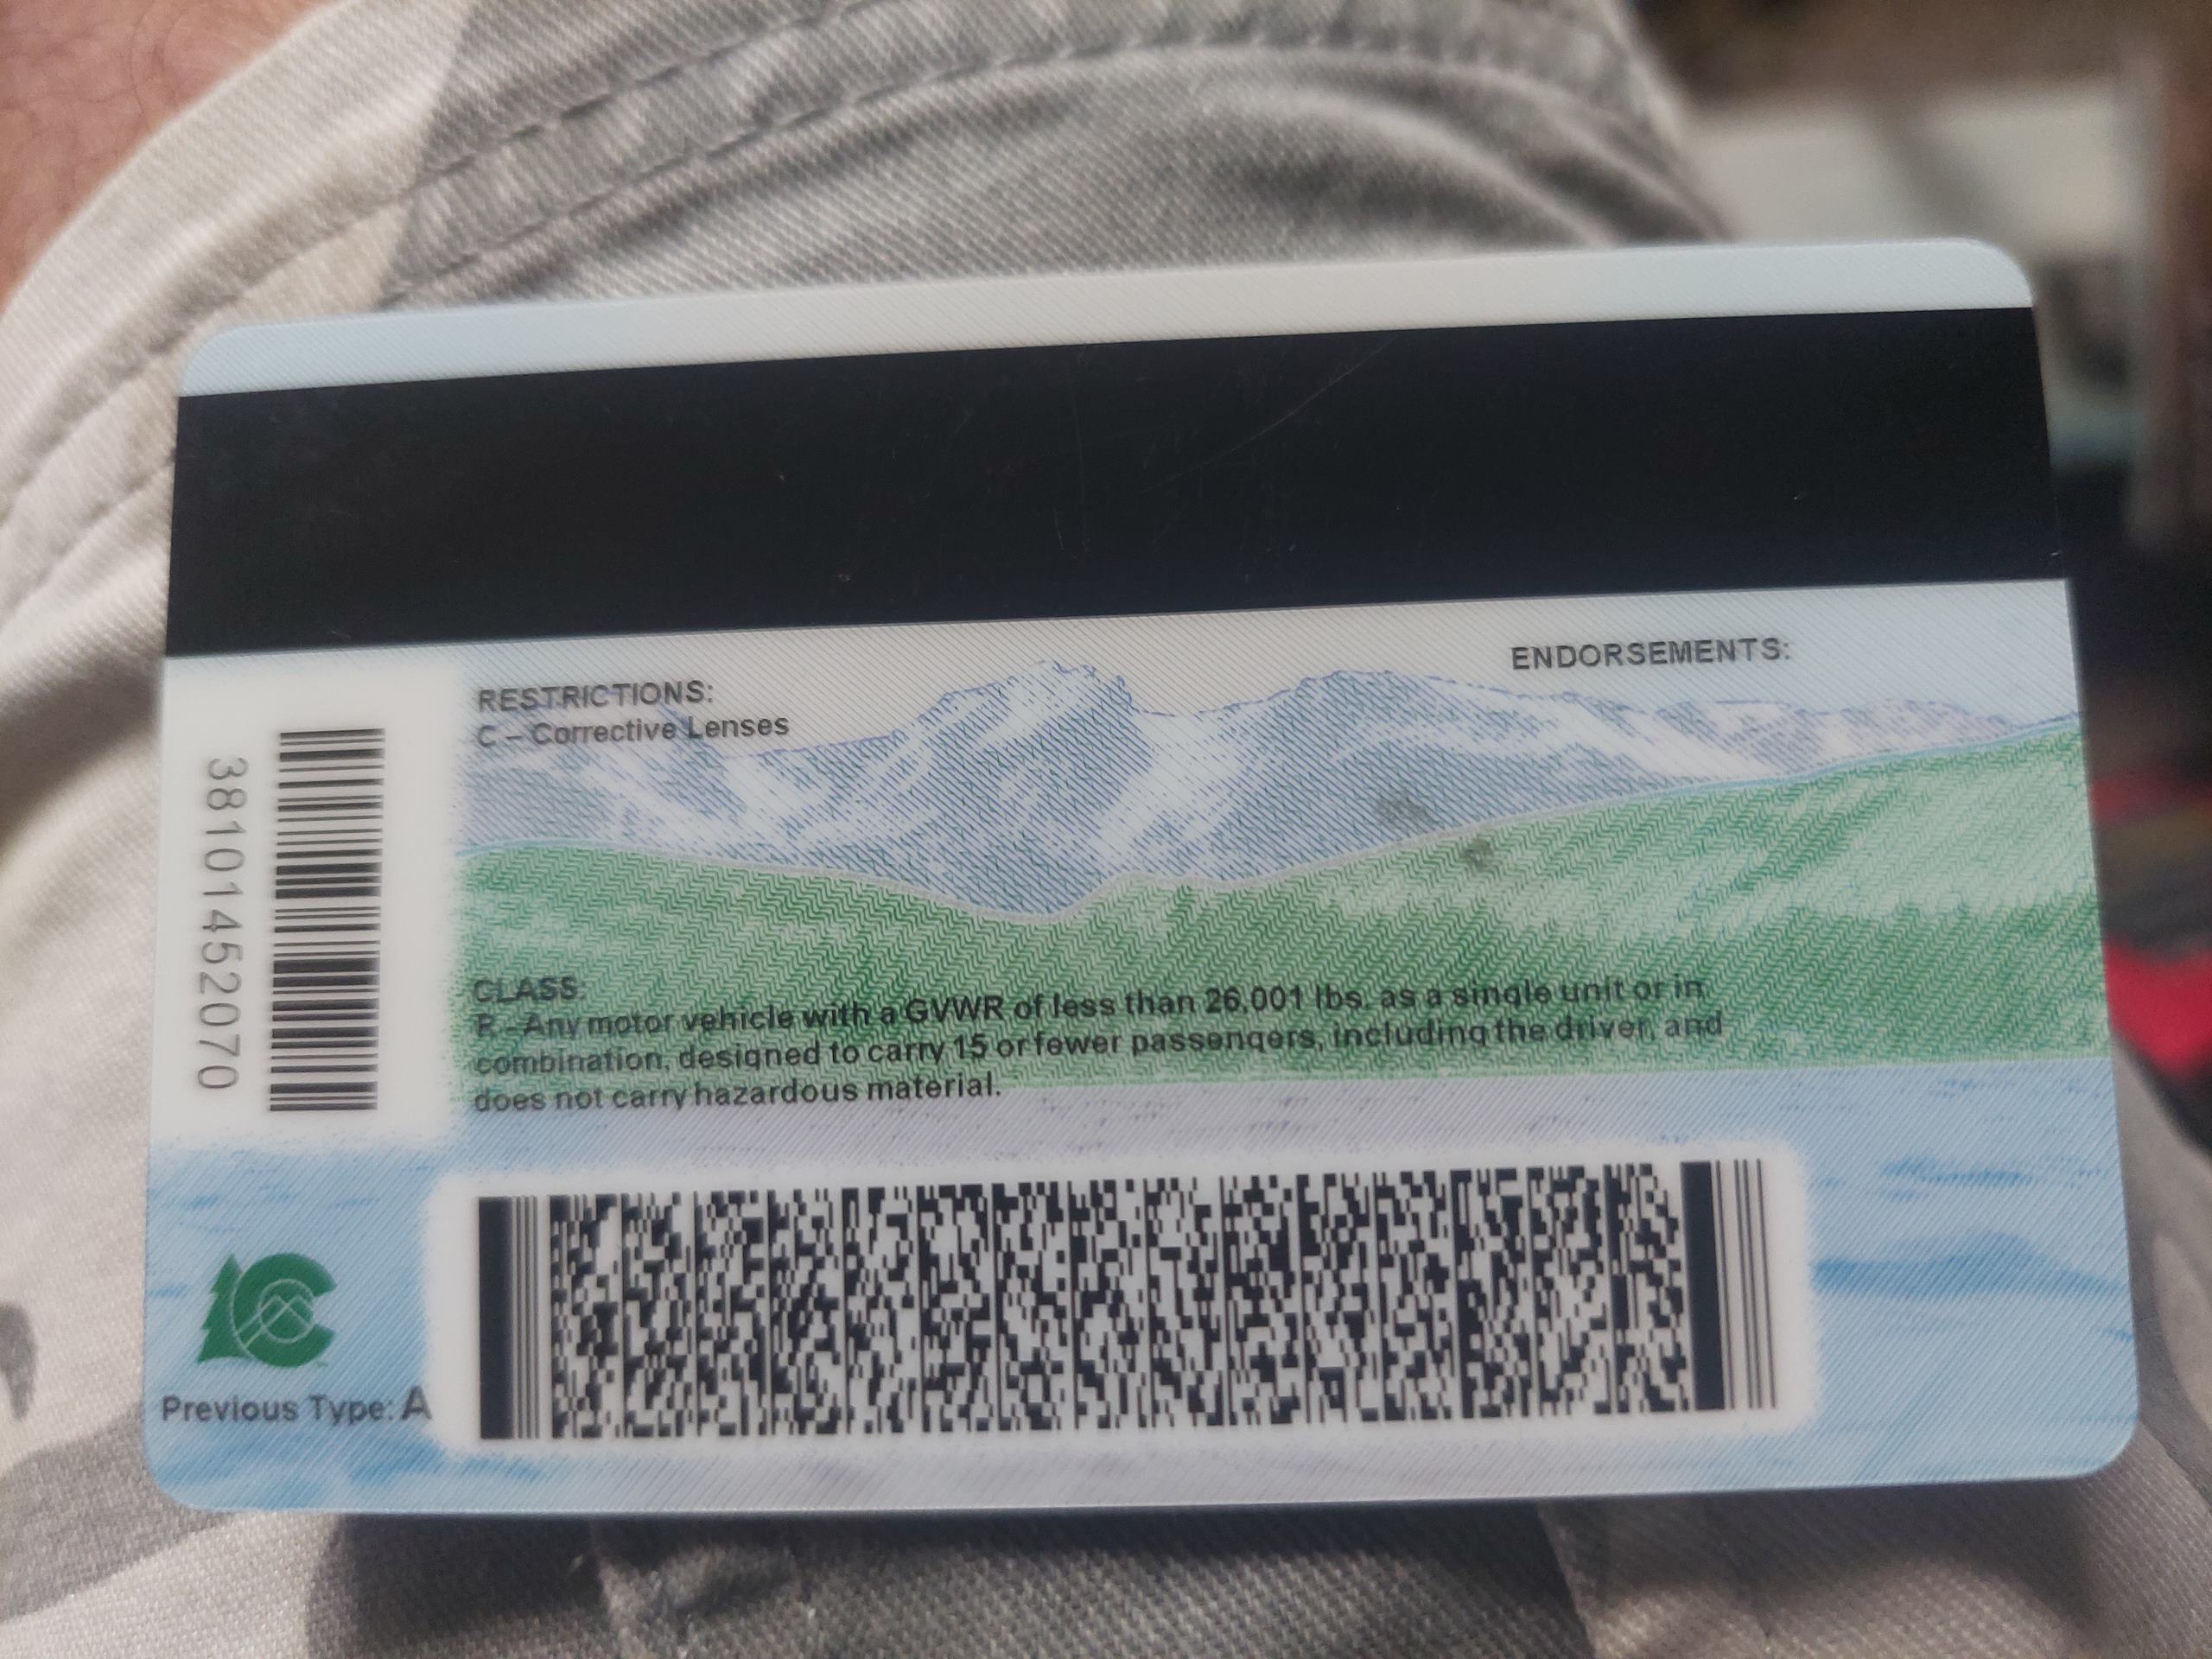 ENDORSEMENTS:
RESTRICTIONS:
C – Corrective Lenses
3810145207​0
CLASS:
R - Any motor vehicle with a GVWR of less than 26,001 lbs. as a single unit or in
combination, designed to carry 15 or fewer passengers, including the driver, and
does not carry hazardous material.
C
Previous Type: A